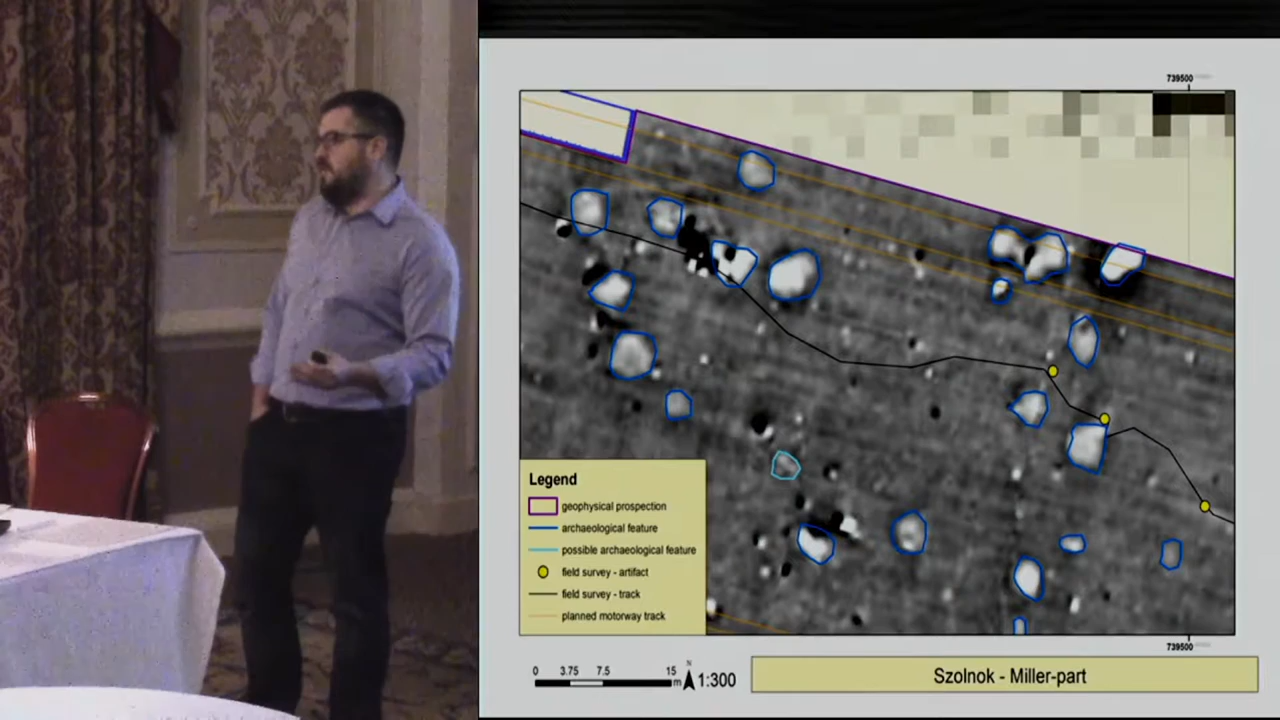 739500
Legend
geophysical prospection
archaeological feature
possible archaeological feature
field survey - artifact
field survey - track
planned motorway track
739500
0 3.75 7.5 15
m
N
1:300
Szolnok - Miller-part